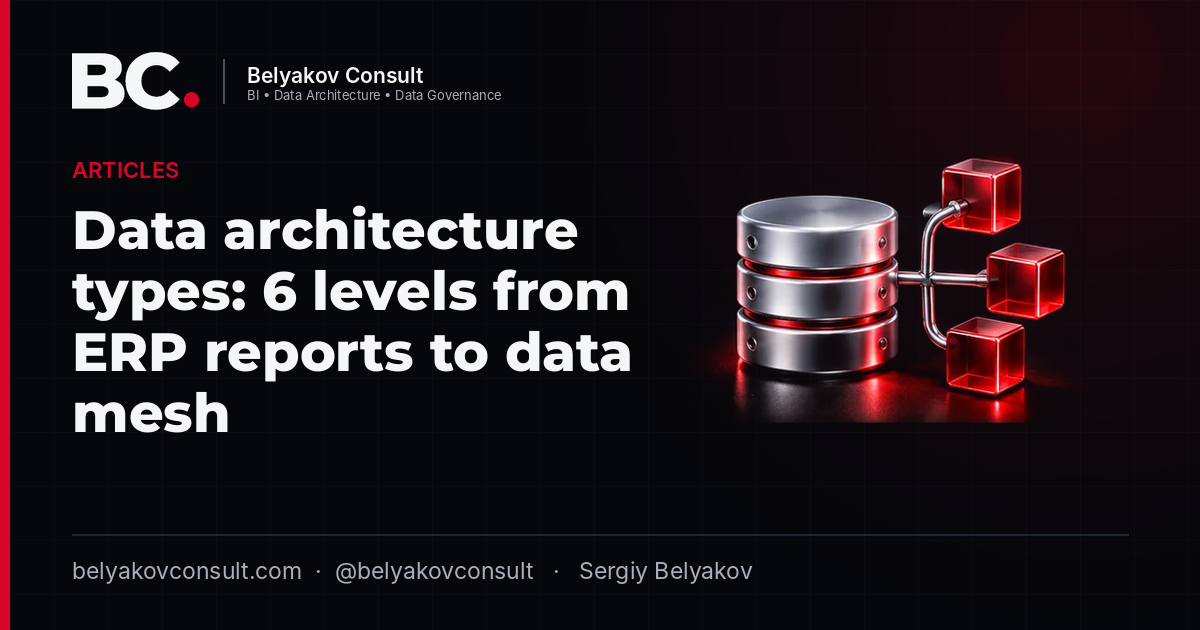 BC.
Belyakov Consult
BI • Data Architecture • Data Governance
ARTICLES
Data architecture
types: 6 levels from
ERP reports to data
mesh
belyakovconsult.com · @belyakovconsult · Sergiy Belyakov